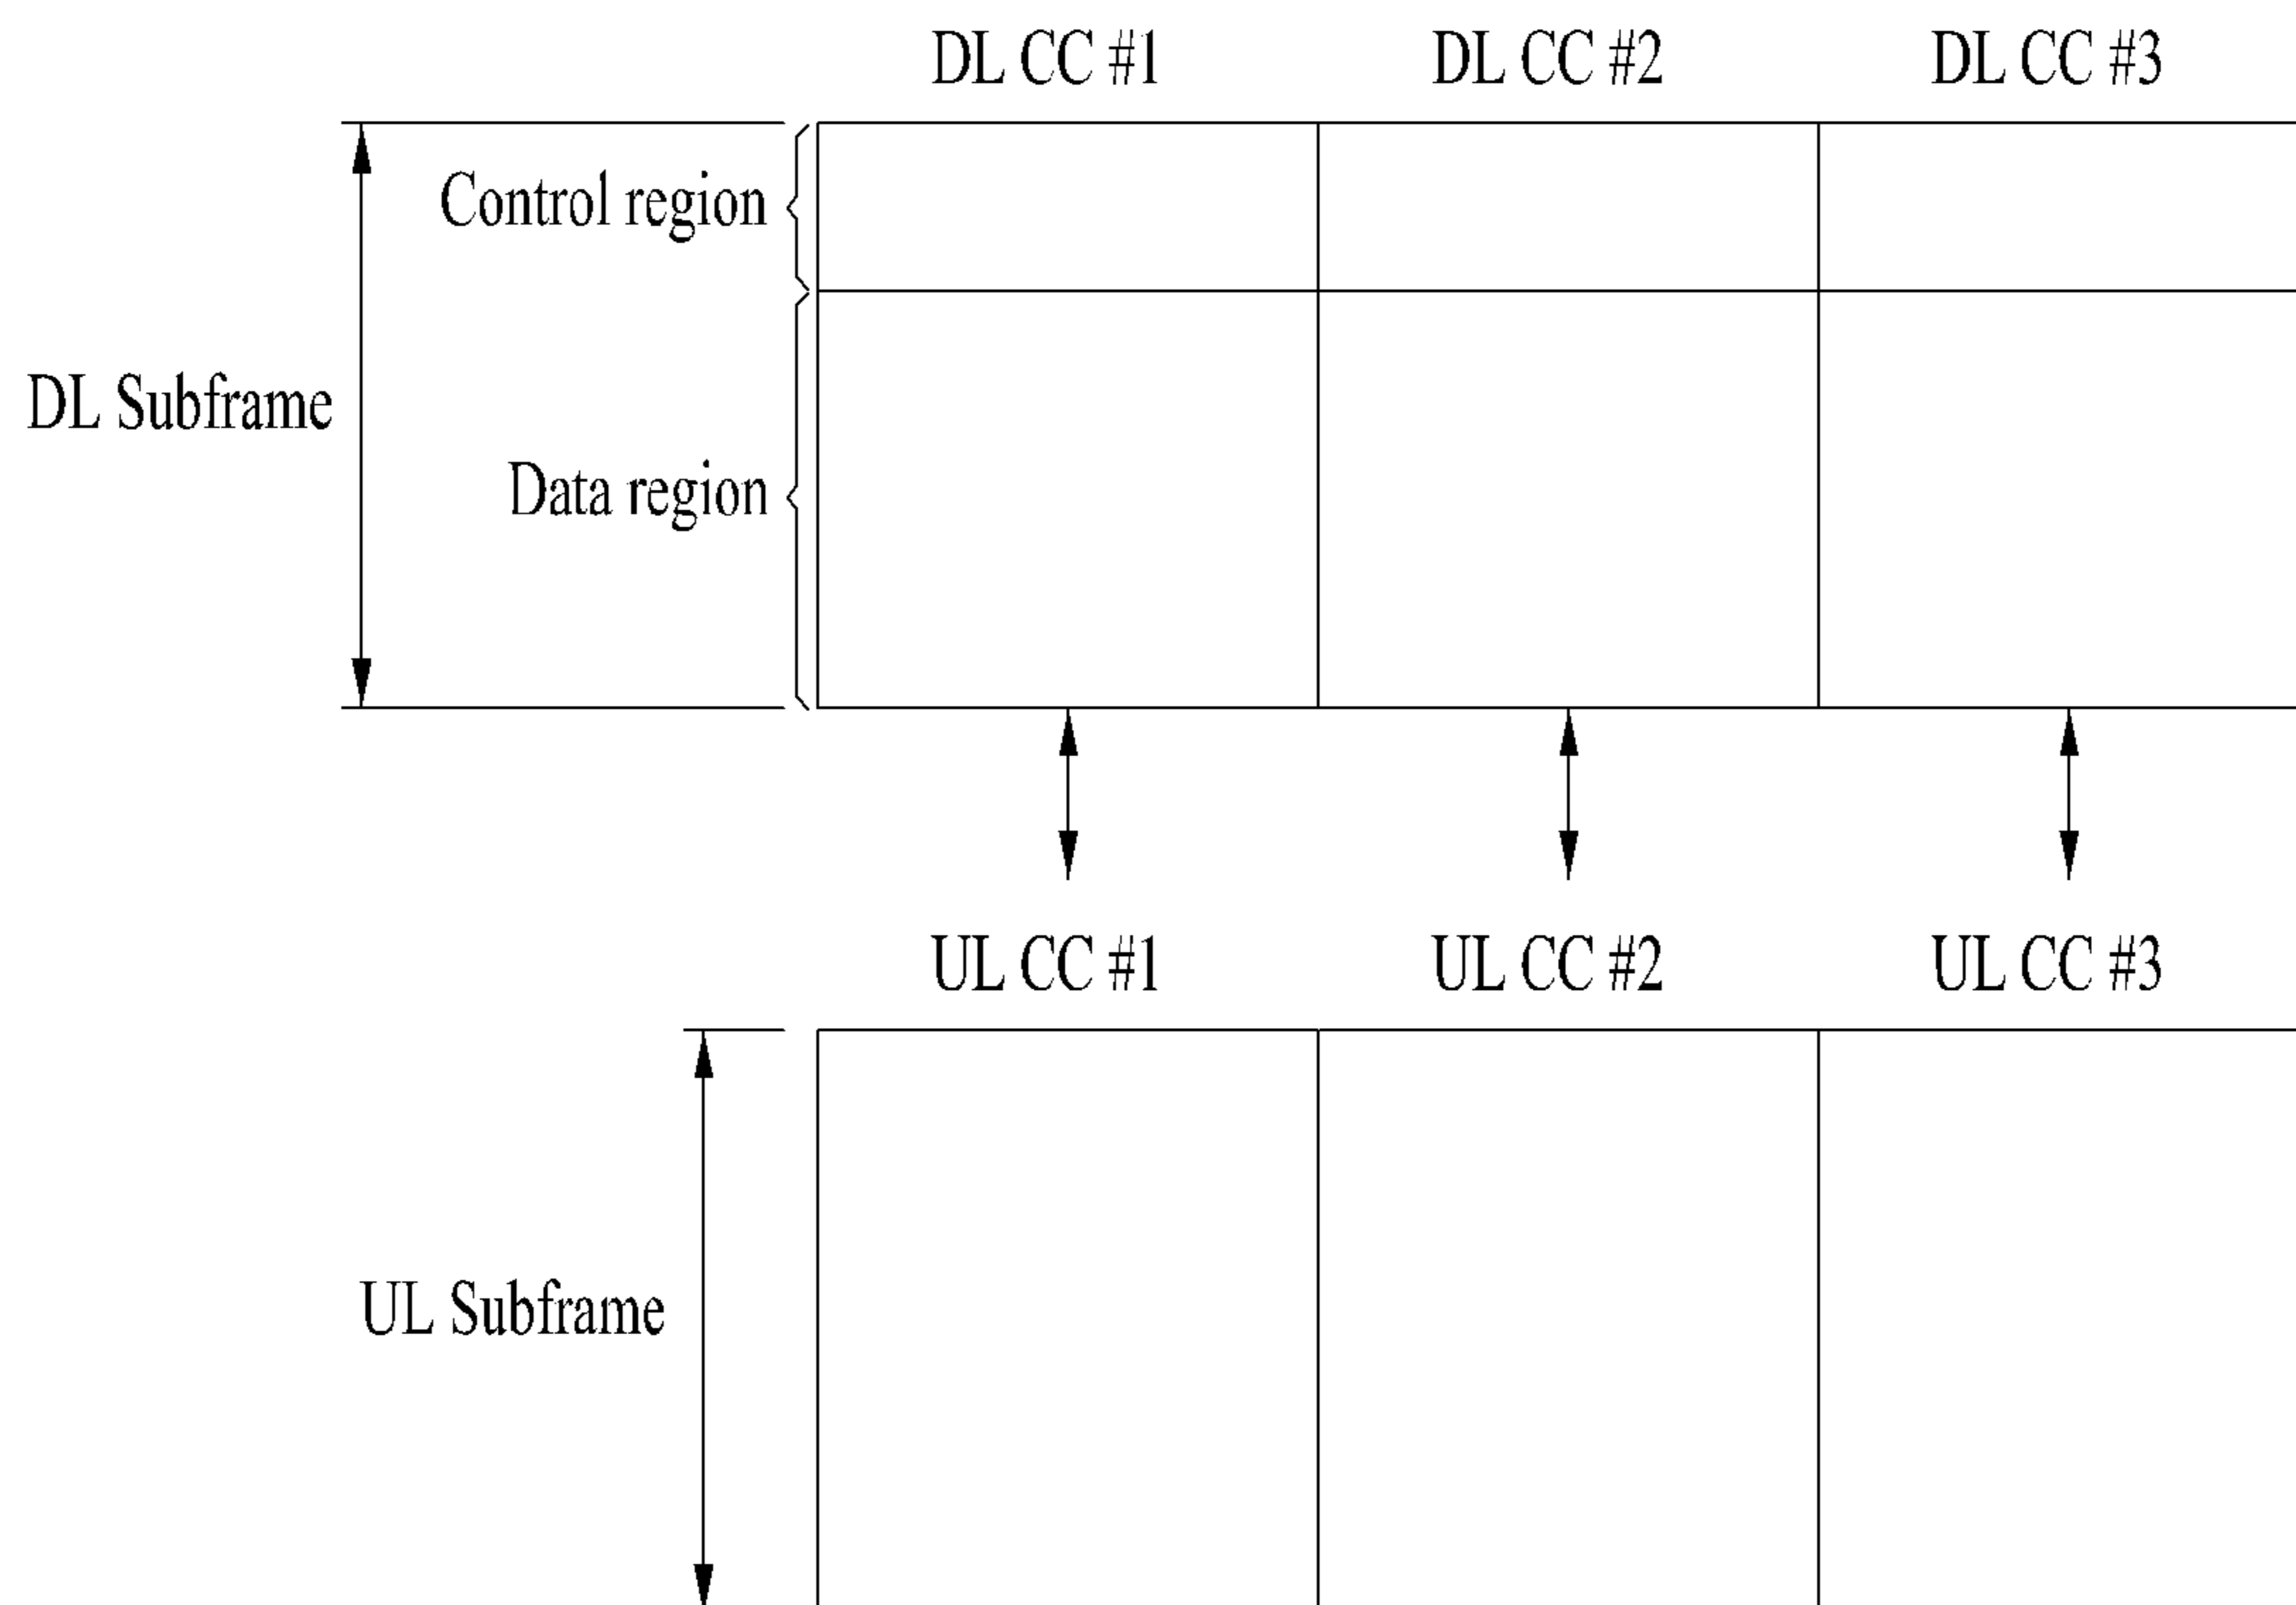 DL CC #1 DL CC #2 DL CC #3
Control region
DL Subframe
Data region
UL CC #1 UL CC #2 UL CC #3
UL Subframe